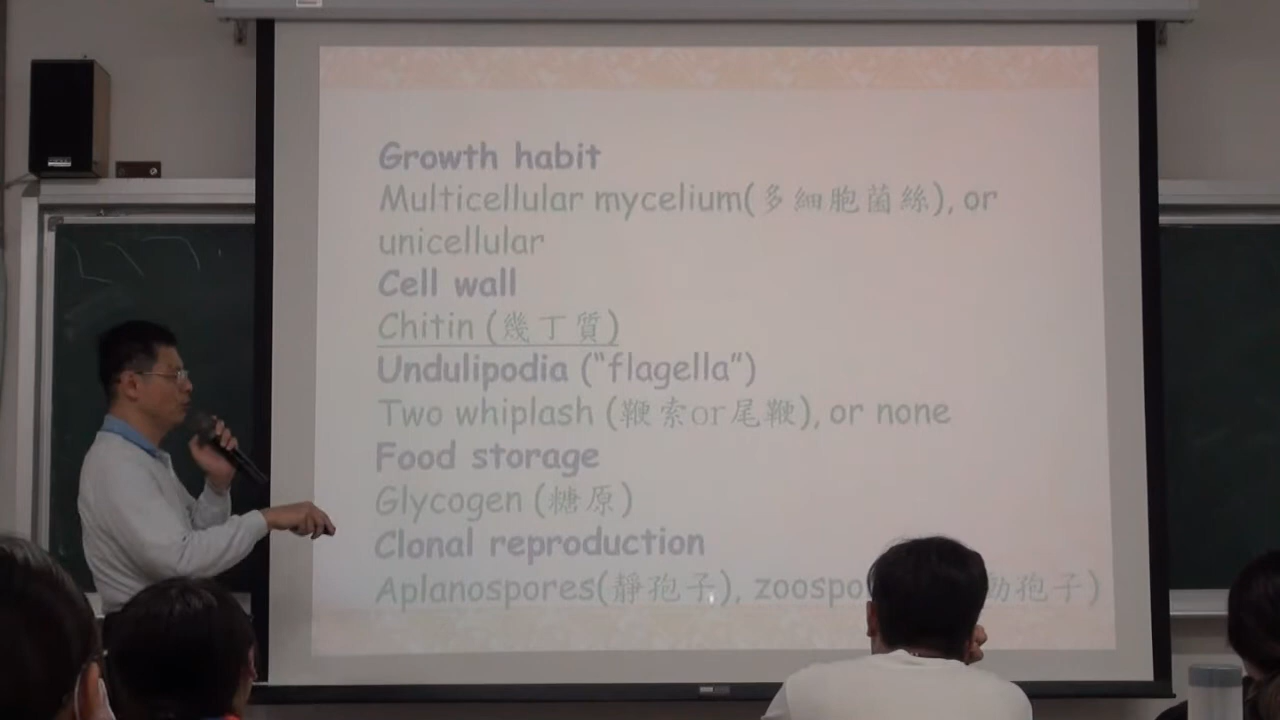 Growth habit
Multicellular mycelium(多細胞菌絲), or
unicellular
Cell wall
Chitin (幾丁質)
Undulipodia (“flagella”)
Two whiplash (鞭索or尾鞭), or none
Food storage
Glycogen (糖原)
Clonal reproduction
Aplanospores(靜孢子), 孢子)